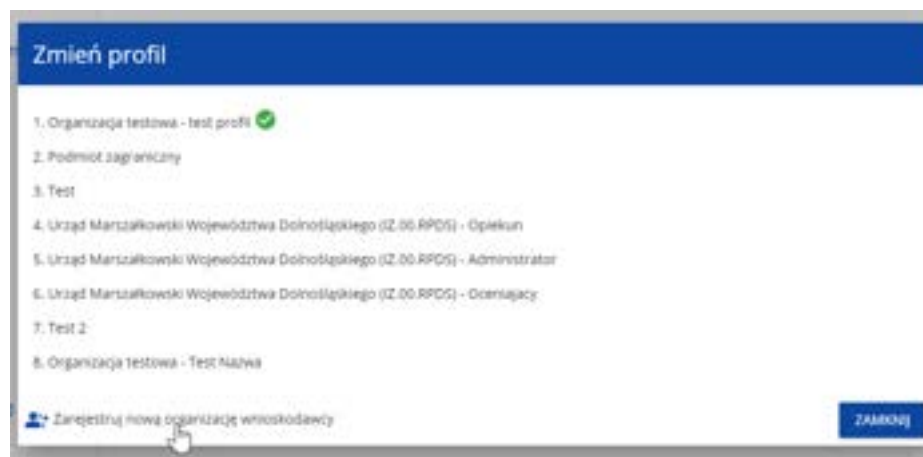 Zmień profil
1. Organizacja testowa - test profil
2. Podmiot zagraniczny
3. Test
4. Urząd Marszałkowski Województwa Dolnośląskiego (IZ.00.RPDS) - Opiekun
5. Urząd Marszałkowski Województwa Dolnośląskiego (IZ.00.RPDS) - Administrator
6. Urząd Marszałkowski Województwa Dolnośląskiego (IZ.00.RPDS) - Oceniajacy
7. Test 2
8. Organizacja testowa - Test Nazwa
Zarejestruj nową organizację wnioskodawcy
ZAMKNIJ